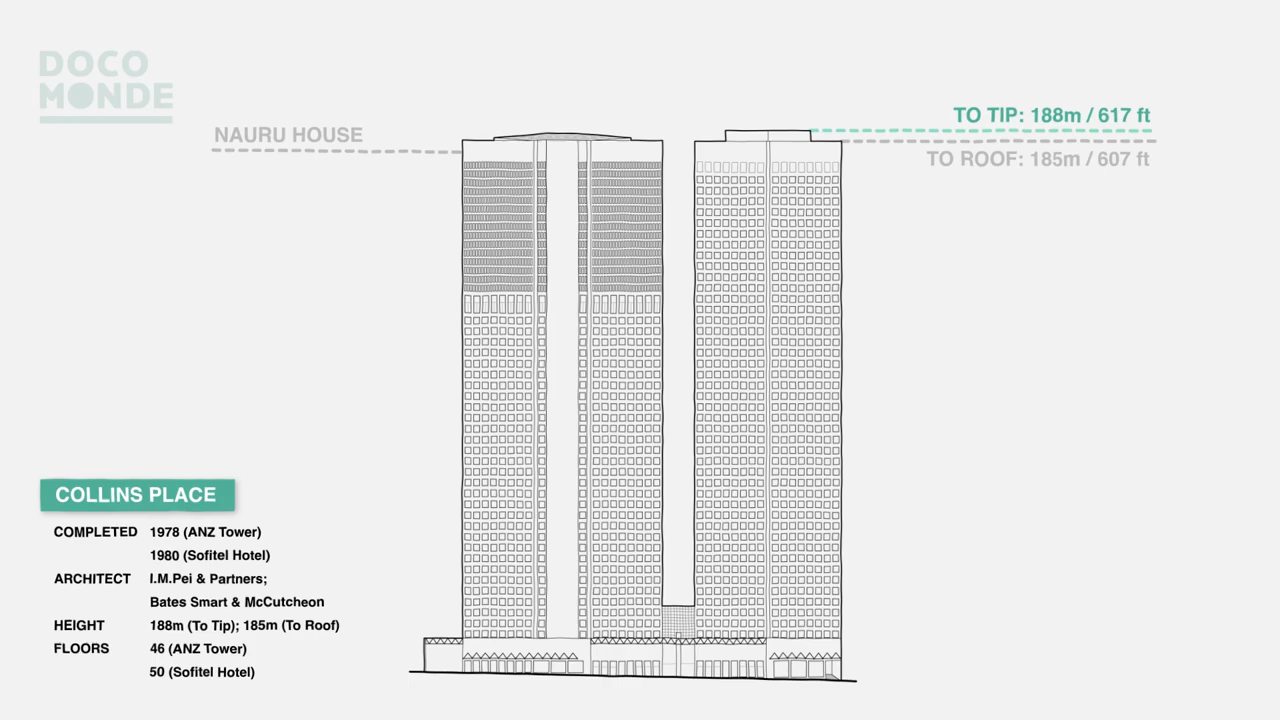 DOCO
MONDE
NAURU HOUSE
TO TIP: 188m / 617 ft
TO ROOF: 185m / 607 ft
COLLINS PLACE
COMPLETED 1978 (ANZ Tower)
1980 (Sofitel Hotel)
ARCHITECT I.M.Pei & Partners;
Bates Smart & McCutcheon
HEIGHT 188m (To Tip); 185m (To Roof)
FLOORS 46 (ANZ Tower)
50 (Sofitel Hotel)